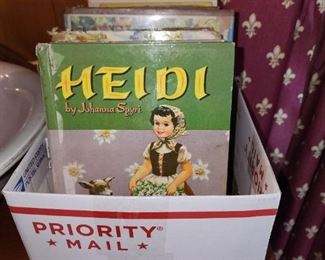 HEIDI
by Johanna Spyri
PRIORITY
★ MAIL ★